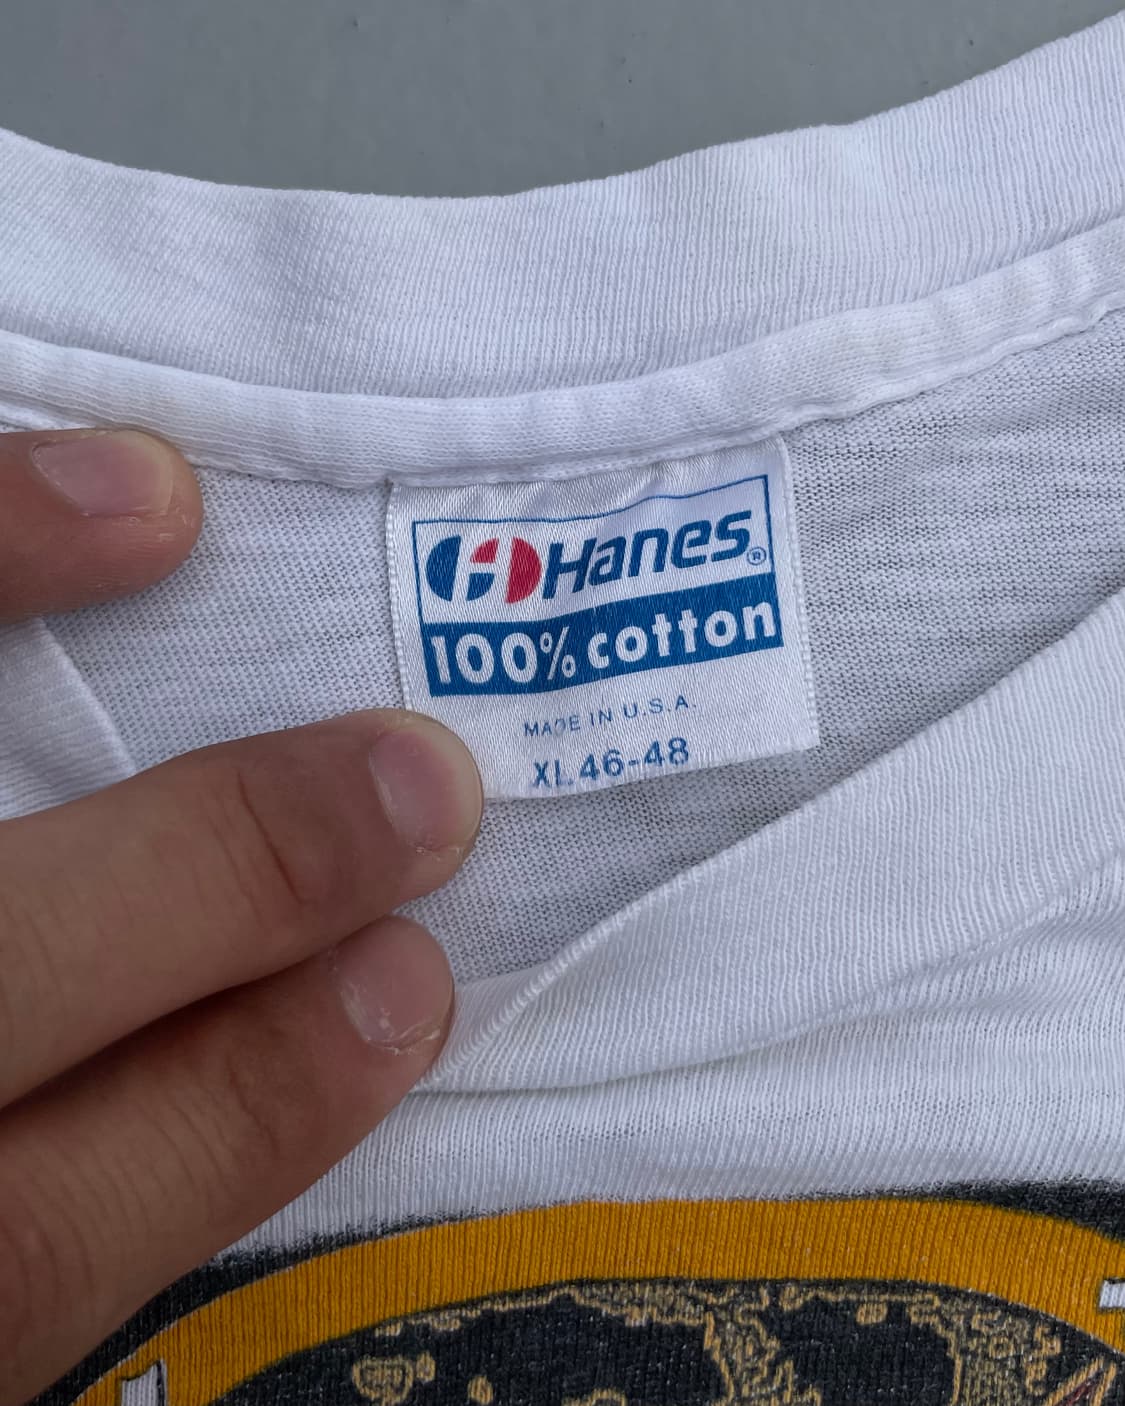 Hanes®
100% cotton
MADE IN U.S.A.
XL 46-48